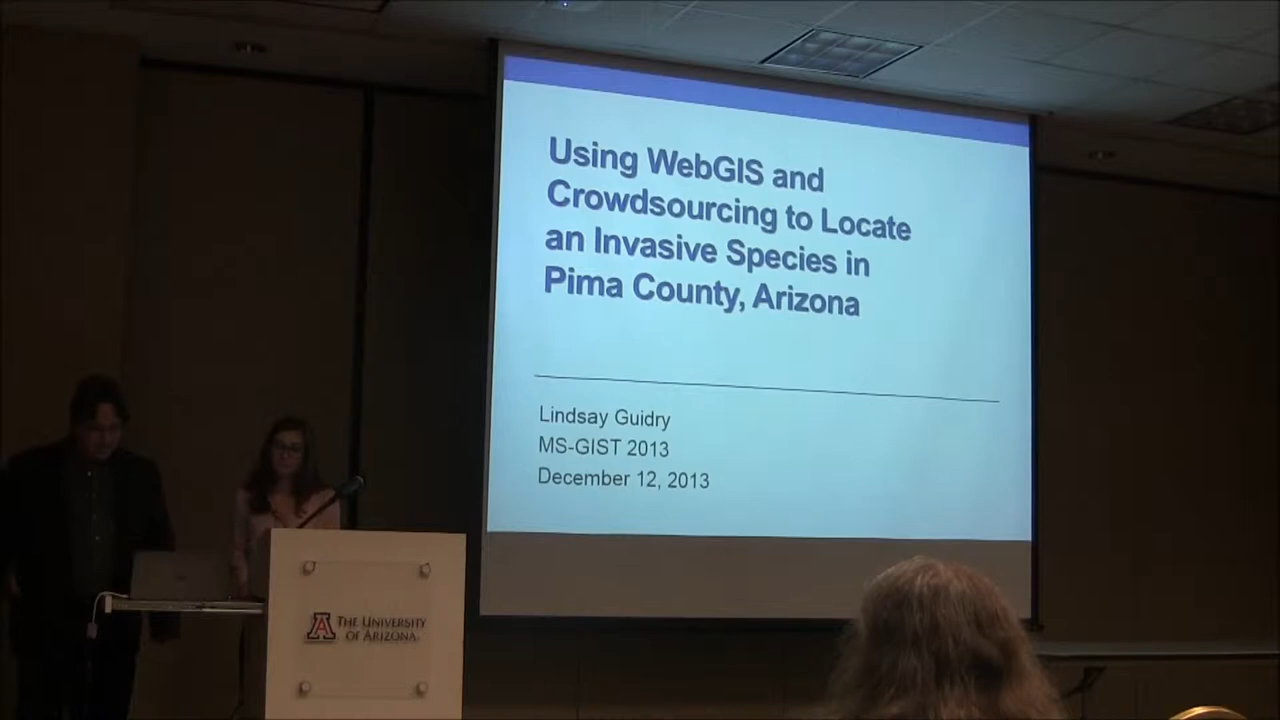 Using WebGIS and
Crowdsourcing to Locate
an Invasive Species in
Pima County, Arizona
Lindsay Guidry
MS-GIST 2013
December 12, 2013
A THE UNIVERSITY
OF ARIZONA